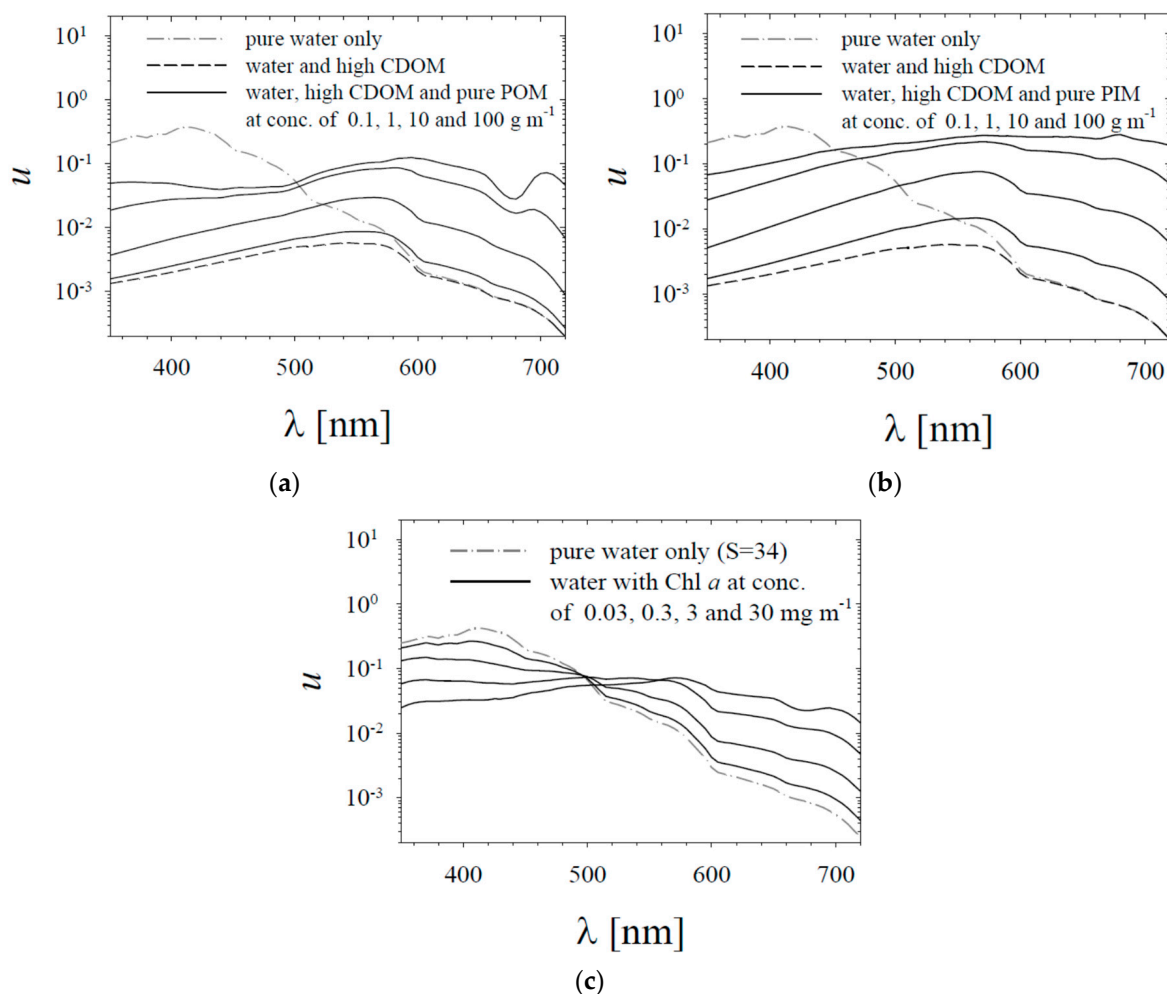 10¹
10⁰
10⁻¹
10⁻²
10⁻³
u
pure water only
water and high CDOM
water, high CDOM and pure POM
at conc. of 0.1, 1, 10 and 100 g m⁻¹
400 500 600 700
λ [nm]
(a)
10¹
10⁰
10⁻¹
10⁻²
10⁻³
u
pure water only
water and high CDOM
water, high CDOM and pure PIM
at conc. of 0.1, 1, 10 and 100 g m⁻¹
400 500 600 700
λ [nm]
(b)
10¹
10⁰
10⁻¹
10⁻²
10⁻³
u
pure water only (S=34)
water with Chl a at conc.
of 0.03, 0.3, 3 and 30 mg m⁻¹
400 500 600 700
λ [nm]
(c)